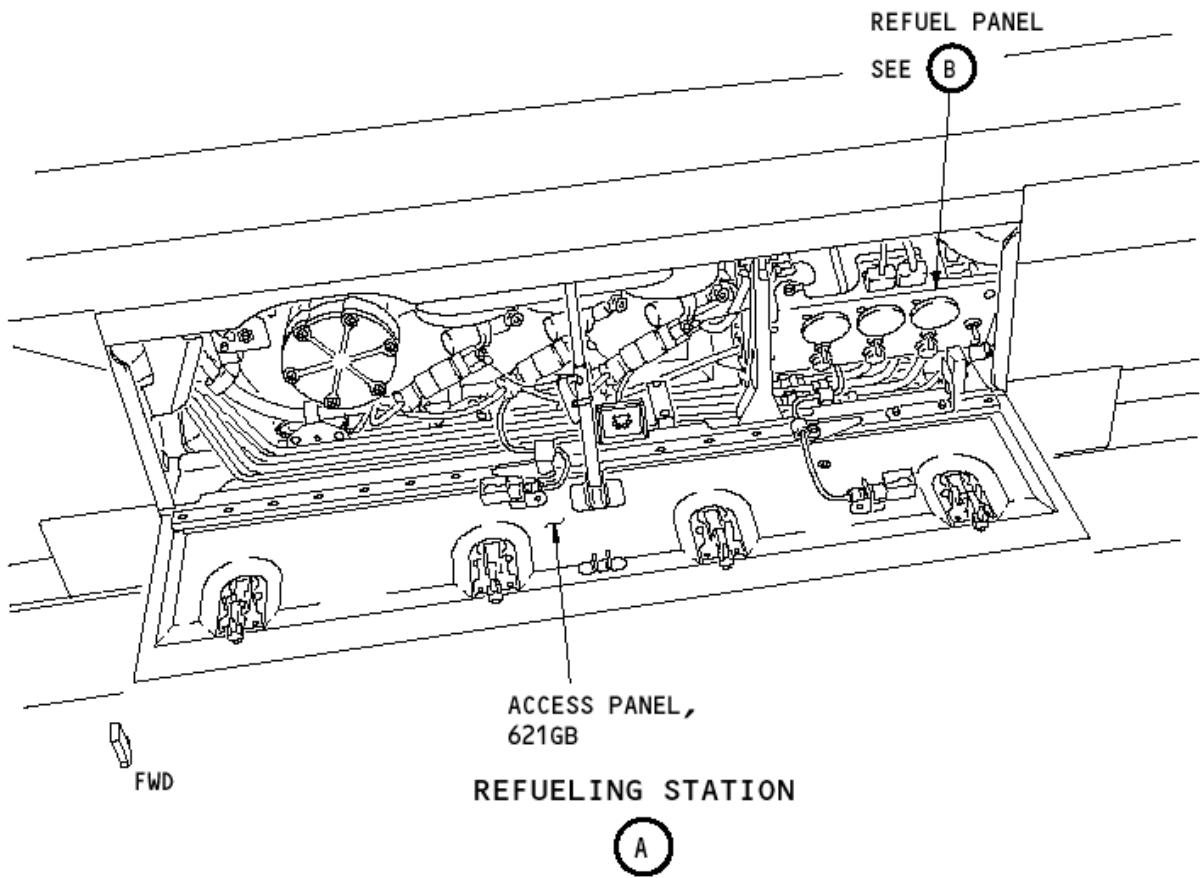 REFUEL PANEL
SEE B
ACCESS PANEL,
621GB
FWD
REFUELING STATION
A